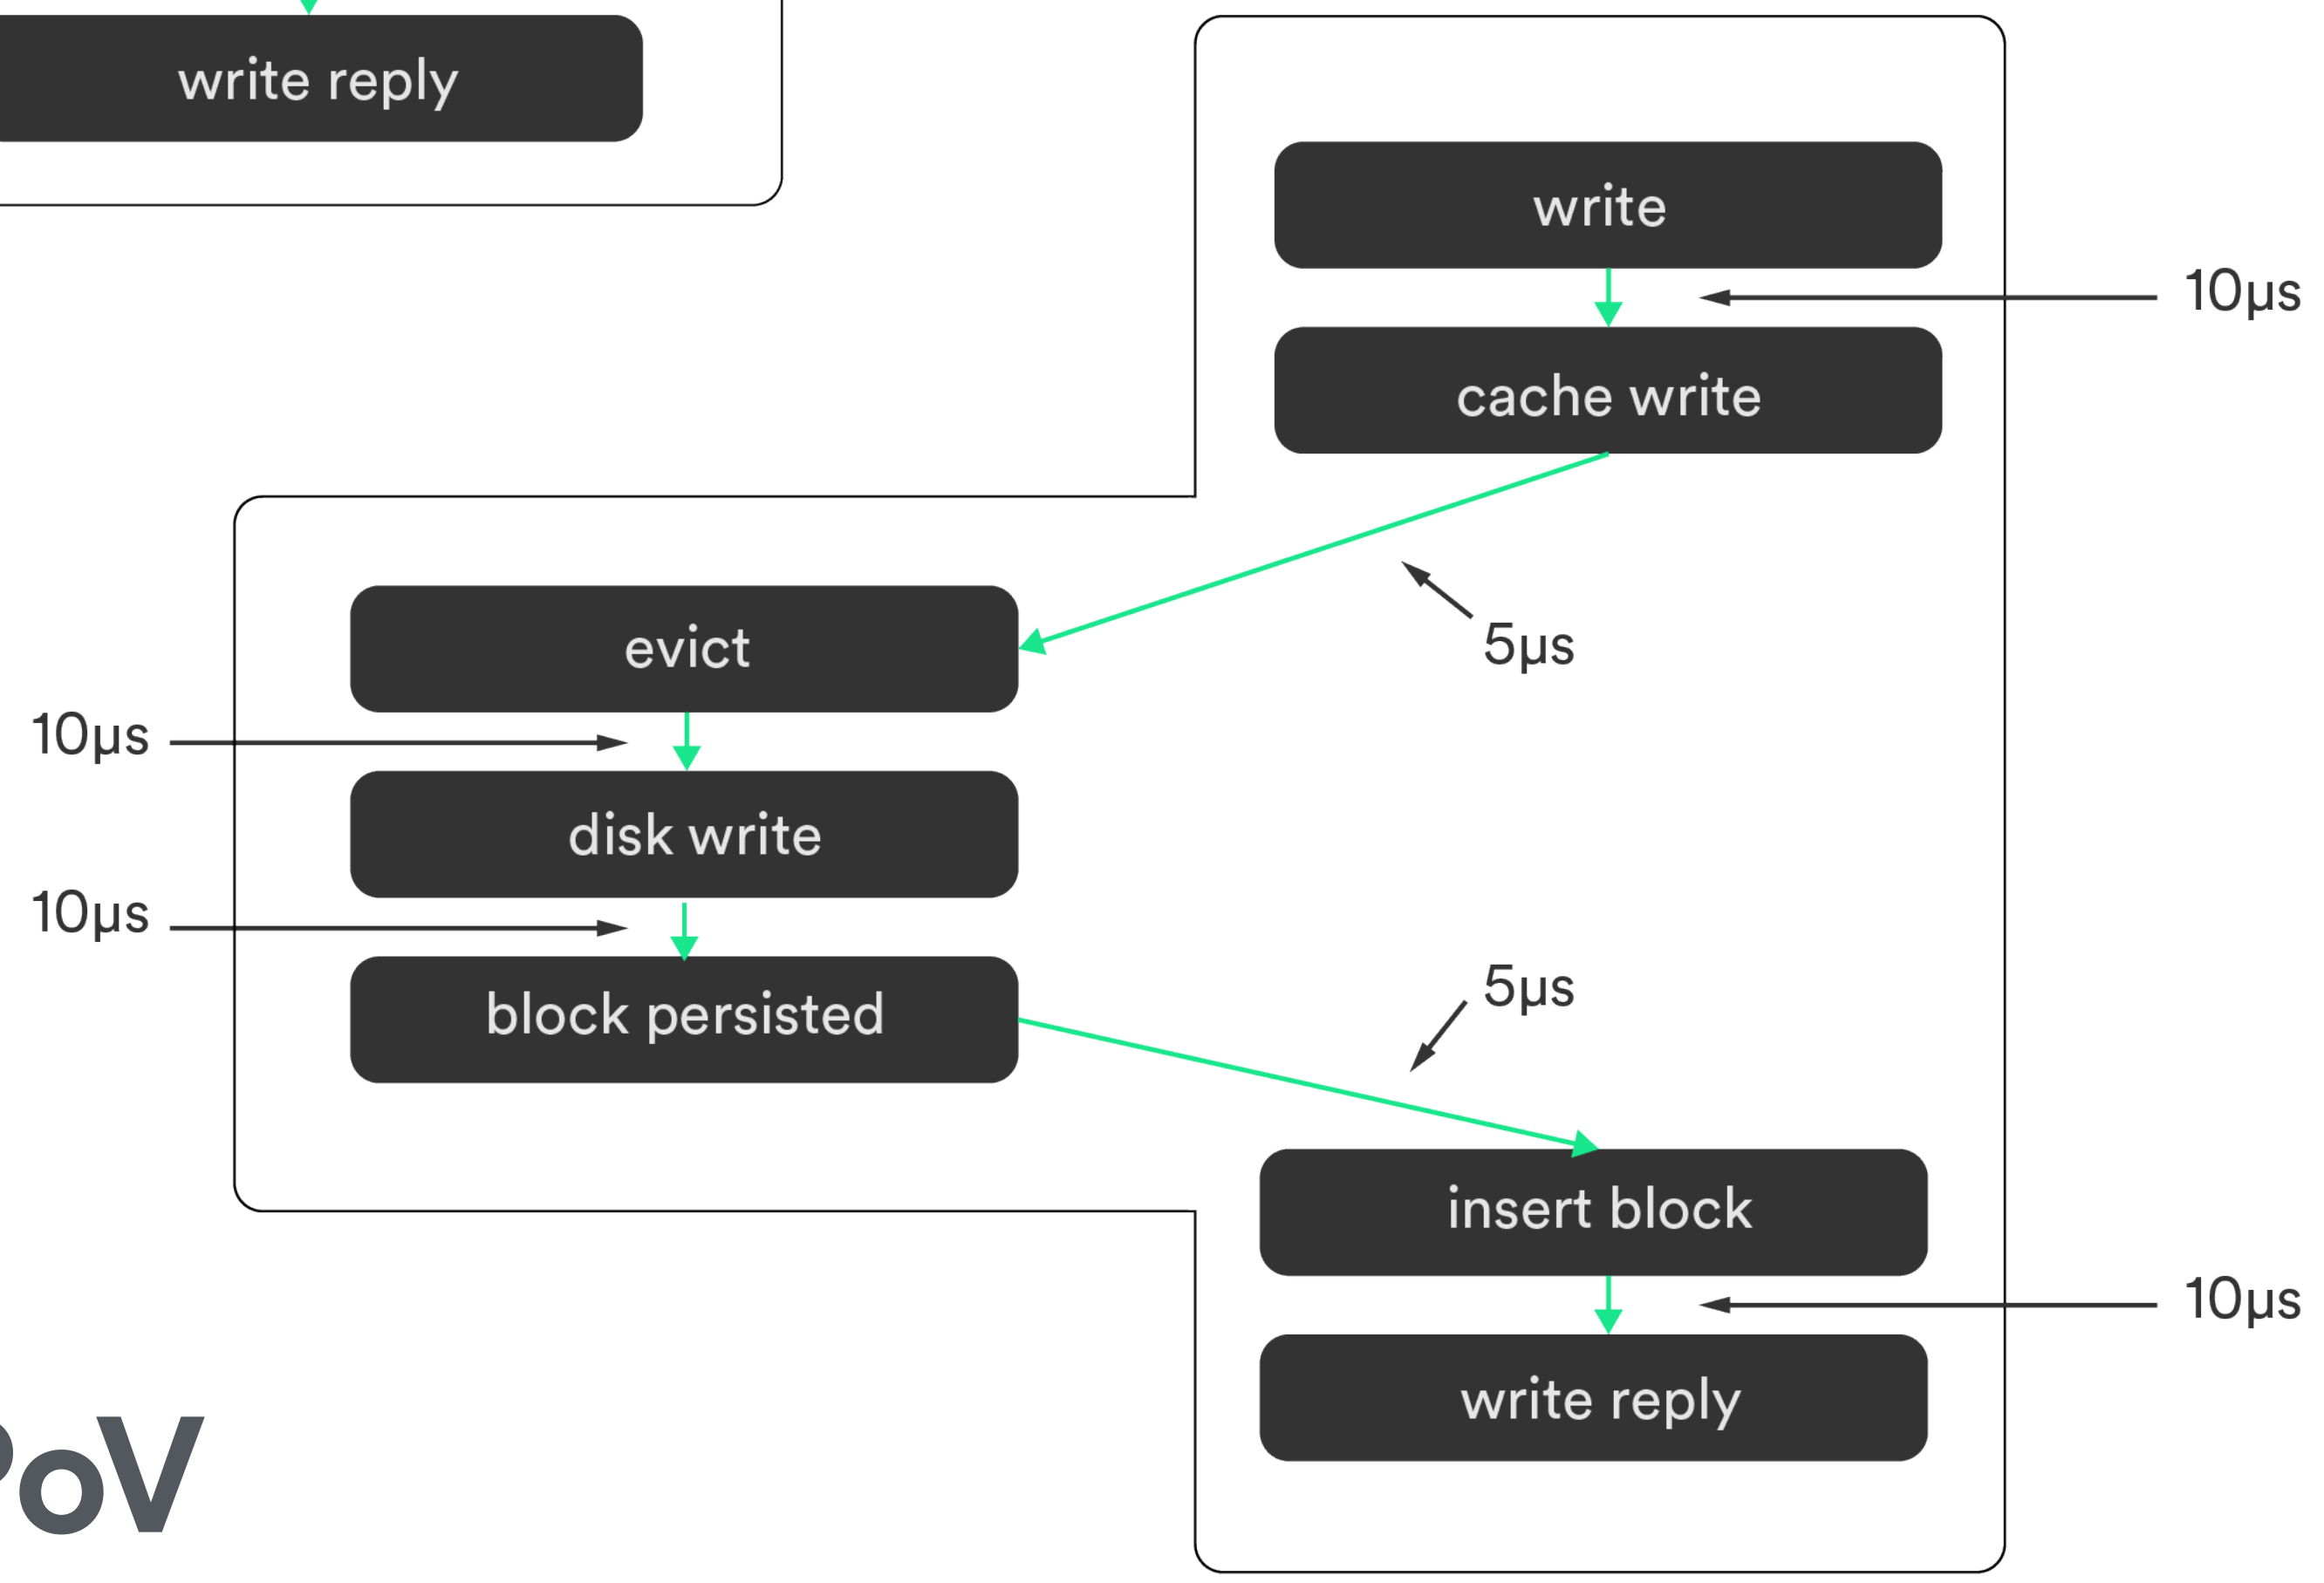 write reply
write
10µs
cache write
5µs
evict
10µs
disk write
10µs
block persisted
5µs
insert block
10µs
write reply
PoV